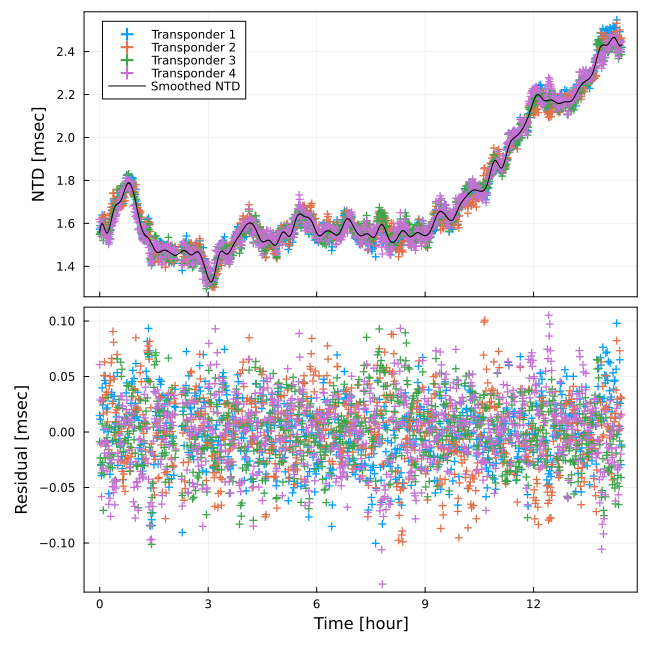 Transponder 1
Transponder 2
Transponder 3
Transponder 4
Smoothed NTD
NTD [msec]
2.4
2.2
2.0
1.8
1.6
1.4
Residual [msec]
0.10
0.05
0.00
−0.05
−0.10
0 3 6 9 12
Time [hour]